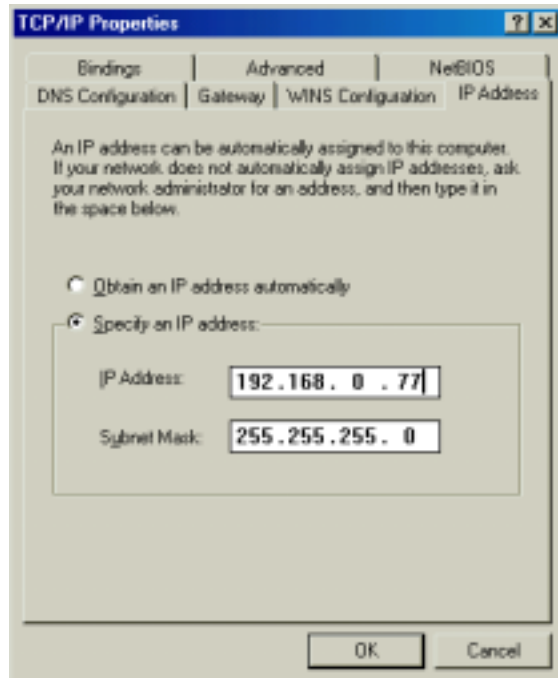 TCP/IP Properties
? ×
Bindings Advanced NetBIOS
DNS Configuration Gateway WINS Configuration IP Address
An IP address can be automatically assigned to this computer.
If your network does not automatically assign IP addresses, ask
your network administrator for an address, and then type it in
the space below.
Obtain an IP address automatically
Specify an IP address:
IP Address: 192.168. 0 .77
Subnet Mask: 255.255.255. 0
OK Cancel